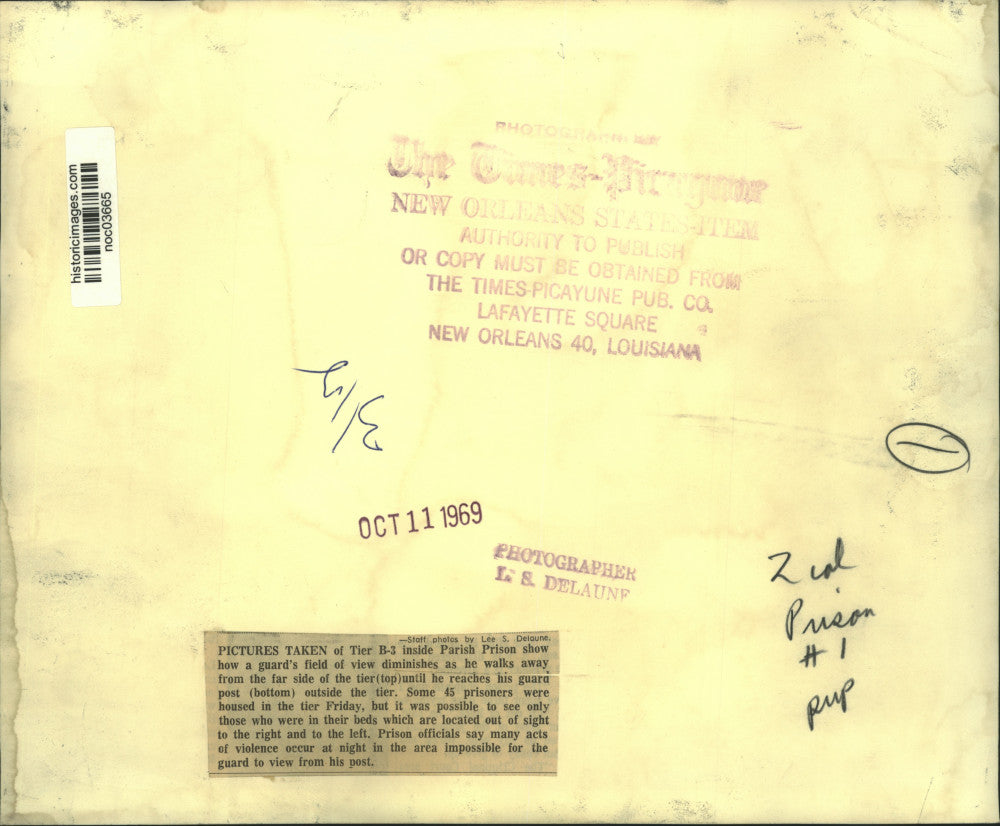 historicimages.com
noc03665
PHOTOGRAPH BY
The Times-Picayune
NEW ORLEANS STATES-ITEM
AUTHORITY TO PUBLISH
OR COPY MUST BE OBTAINED FROM
THE TIMES-PICAYUNE PUB. CO.
LAFAYETTE SQUARE
NEW ORLEANS 40, LOUISIANA
1
OCT 11 1969
PHOTOGRAPHER
L. S. DELAUNE
2 col
Prison
# 1
pup
—Staff photos by Lee S. Delaune.
PICTURES TAKEN of Tier B-3 inside Parish Prison show
how a guard's field of view diminishes as he walks away
from the far side of the tier(top)until he reaches his guard
post (bottom) outside the tier. Some 45 prisoners were
housed in the tier Friday, but it was possible to see only
those who were in their beds which are located out of sight
to the right and to the left. Prison officials say many acts
of violence occur at night in the area impossible for the
guard to view from his post.